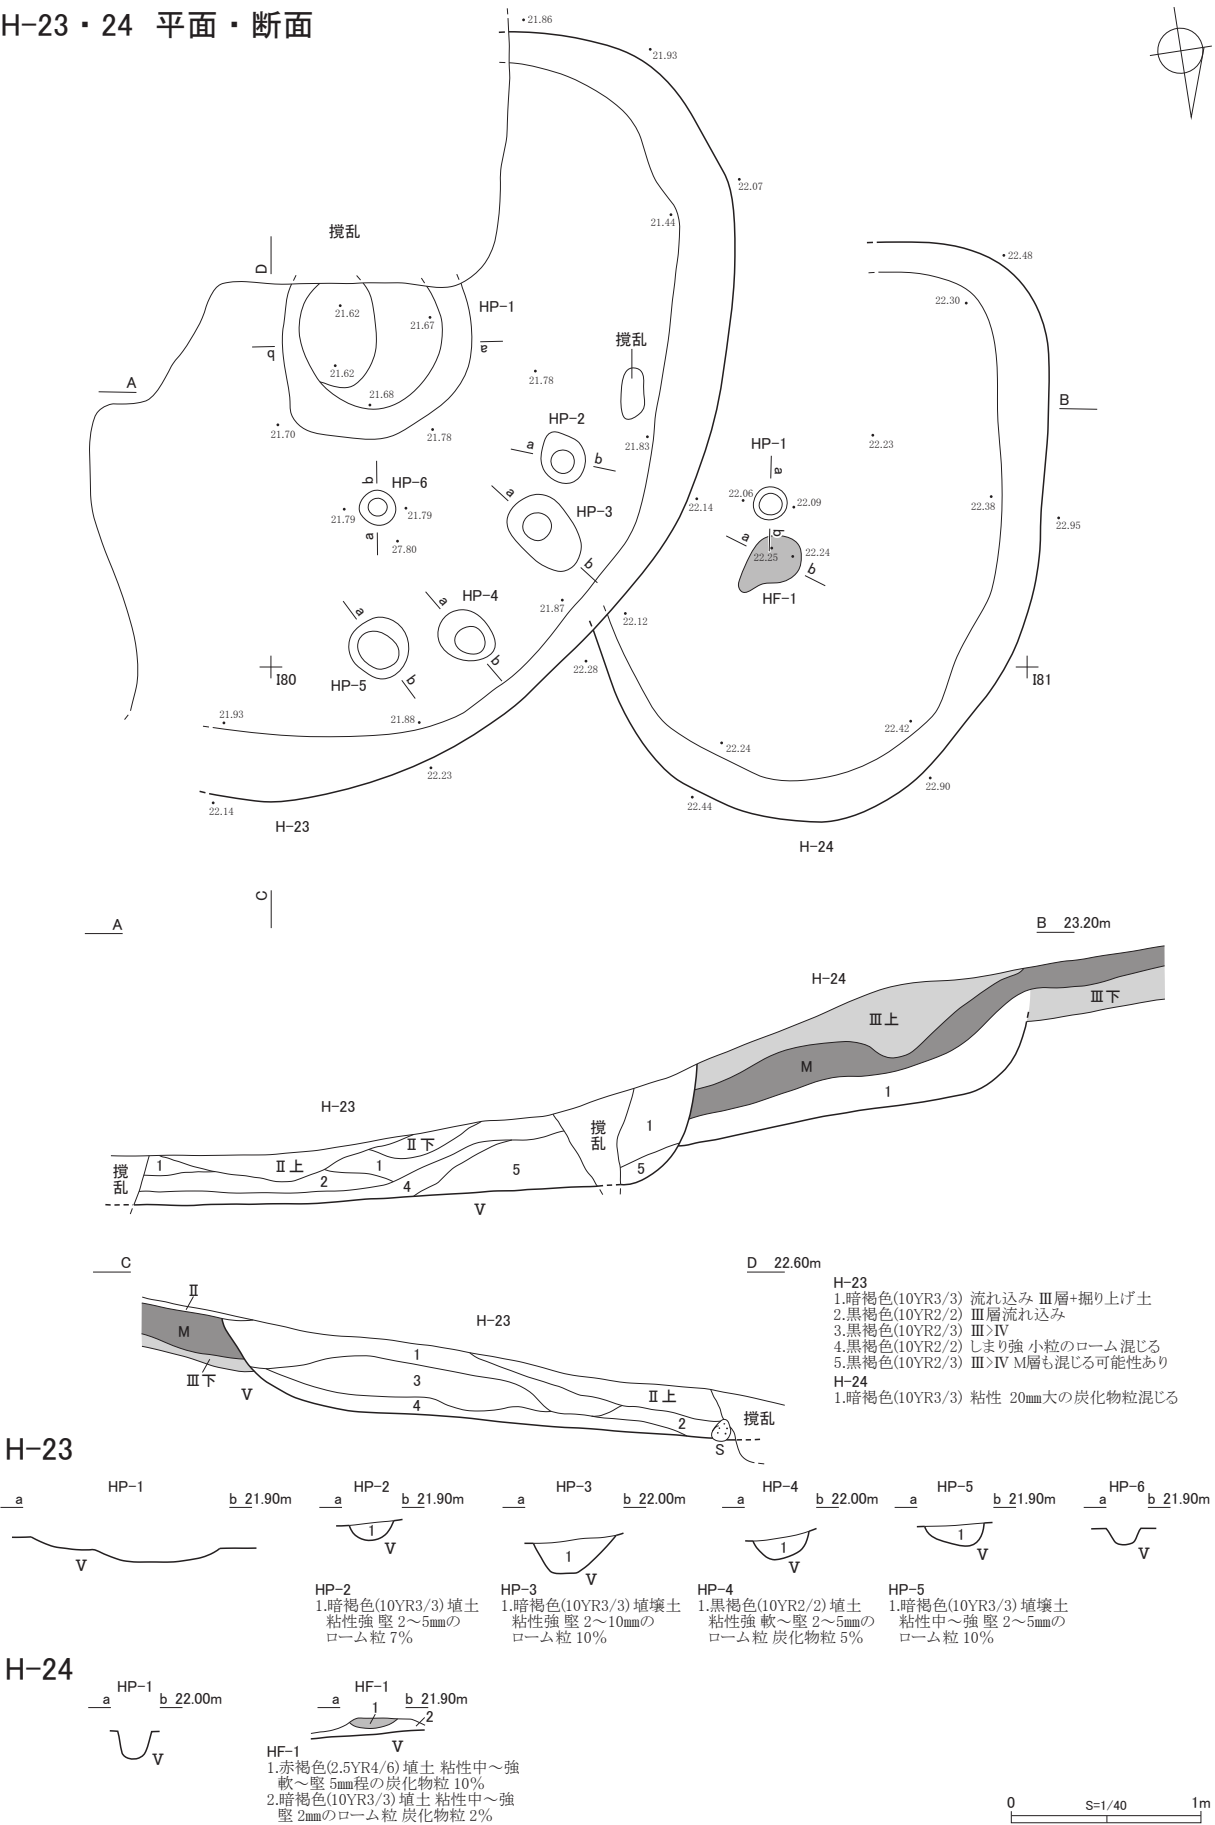 H-23・24 平面・断面
21.86
21.93
22.07
21.44
撹乱
D
HP-1
21.62
21.67
b
a
21.62
21.68
21.70
21.78
A
21.78
撹乱
HP-2
a
b
21.83
22.48
22.30
B
22.23
HP-1
a
22.06
22.09
b
22.38
22.95
HP-6
b
21.79
21.79
a
27.80
a
HP-3
b
22.14
a
22.25
22.24
b
HF-1
HP-4
a
b
21.87
22.12
22.28
a
HP-5
b
I80
I81
21.93
21.88
22.23
22.14
H-23
22.24
22.42
22.44
22.90
H-24
C
A
B 23.20m
H-24
Ⅲ上
Ⅲ下
M
1
H-23
撹乱
1
Ⅱ上
Ⅱ下
1
2
4
5
撹乱
1
5
Ⅴ
C
D 22.60m
Ⅱ
M
Ⅲ下
Ⅴ
H-23
1
3
4
Ⅱ上
2
S
撹乱
H-23
1.暗褐色(10YR3/3) 流れ込み Ⅲ層+掘り上げ土
2.黒褐色(10YR2/2) Ⅲ層流れ込み
3.黒褐色(10YR2/3) Ⅲ>Ⅳ
4.黒褐色(10YR2/2) しまり強 小粒のローム混じる
5.黒褐色(10YR2/3) Ⅲ>Ⅳ M層も混じる可能性あり
H-24
1.暗褐色(10YR3/3) 粘性 20㎜大の炭化物粒混じる
H-23
HP-1
a
b 21.90m
Ⅴ
HP-2
a
b 21.90m
1
Ⅴ
HP-3
a
b 22.00m
1
Ⅴ
HP-4
a
b 22.00m
1
Ⅴ
HP-5
a
b 21.90m
1
Ⅴ
HP-6
a
b 21.90m
Ⅴ
HP-2
1.暗褐色(10YR3/3) 埴土
粘性強 堅 2～5㎜の
ローム粒 7%
HP-3
1.暗褐色(10YR3/3) 埴壌土
粘性強 堅 2～10㎜の
ローム粒 10%
HP-4
1.黒褐色(10YR2/2) 埴土
粘性強 軟～堅 2～5㎜の
ローム粒 炭化物粒 5%
HP-5
1.暗褐色(10YR3/3) 埴壌土
粘性中～強 堅 2～5㎜の
ローム粒 10%
H-24
HP-1
a
b 22.00m
Ⅴ
HF-1
a
b 21.90m
1
2
Ⅴ
HF-1
1.赤褐色(2.5YR4/6) 埴土 粘性中～強
軟～堅 5㎜程の炭化物粒 10%
2.暗褐色(10YR3/3) 埴土 粘性中～強
堅 2㎜のローム粒 炭化物粒 2%
0
S=1/40
1m